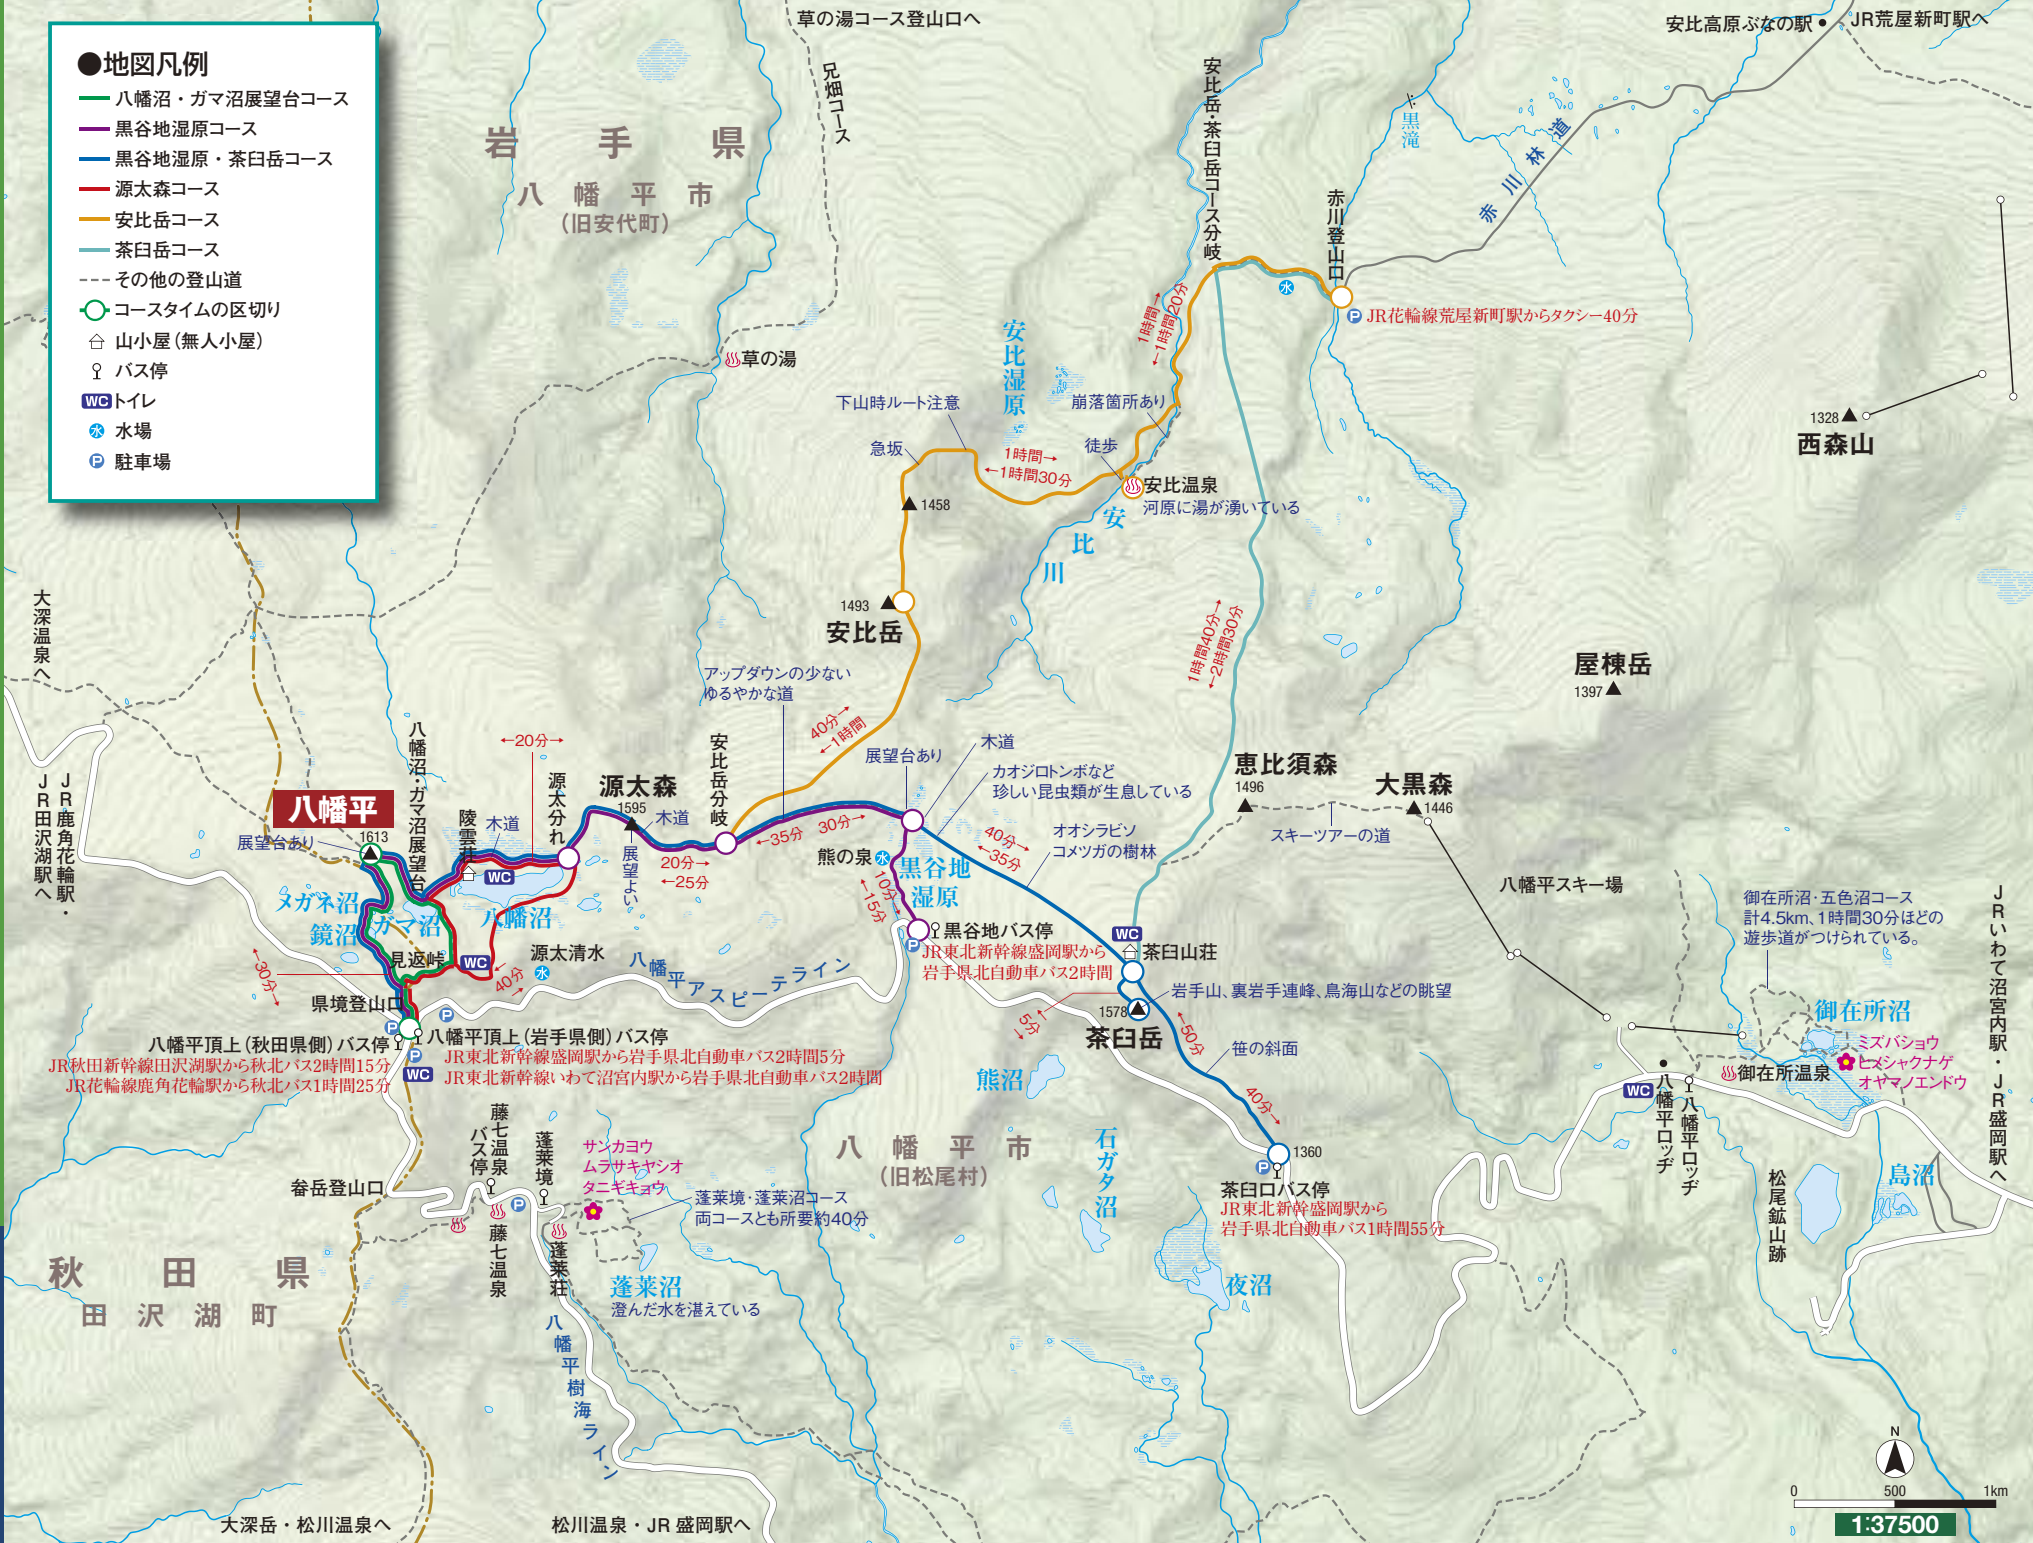 ●地図凡例
八幡沼・ガマ沼展望台コース
黒谷地湿原コース
黒谷地湿原・茶臼岳コース
源太森コース
安比岳コース
茶臼岳コース
その他の登山道
コースタイムの区切り
山小屋（無人小屋）
バス停
WC トイレ
水 水場
P 駐車場
草の湯コース登山口へ
兄畑コース
岩手県
八幡平市
（旧安代町）
安比高原ぶなの駅
JR荒屋新町駅へ
黒滝
赤川林道
安比岳・茶臼岳コース分岐
赤川登山口
水
P JR花輪線荒屋新町駅からタクシー40分
1時間→
←1時間20分
草の湯
安比湿原
下山時ルート注意
急坂
崩落箇所あり
徒歩
1時間→
←1時間30分
安比温泉
河原に湯が湧いている
安比川
1458
1493
安比岳
1328
西森山
屋棟岳
1397
大深温泉へ
JR鹿角花輪駅・
JR田沢湖駅へ
アップダウンの少ない
ゆるやかな道
40分→
←1時間
1時間40分→
←2時間30分
八幡平
1613
展望台あり
八幡沼・ガマ沼展望台
陵雲荘
木道
←20分→
源太分れ
源太森
1595
木道
展望よい
安比岳分岐
20分→
←25分
←35分
30分→
展望台あり
木道
カオジロトンボなど
珍しい昆虫類が生息している
40分→
←35分
オオシラビソ
コメツガの樹林
恵比須森
1496
大黒森
1446
スキーツアーの道
八幡平スキー場
熊の泉 水
黒谷地
湿原
10分→
←15分
黒谷地バス停
P
JR東北新幹線盛岡駅から
岩手県北自動車バス2時間
WC
WC
メガネ沼
鏡沼
ガマ沼
八幡沼
見返峠
WC
40分→
源太清水
水
八幡平アスピーテライン
←30分→
県境登山口
P
P
八幡平頂上（秋田県側）バス停
JR秋田新幹線田沢湖駅から秋北バス2時間15分
JR花輪線鹿角花輪駅から秋北バス1時間25分
八幡平頂上（岩手県側）バス停
P
WC
JR東北新幹線盛岡駅から岩手県北自動車バス2時間5分
JR東北新幹線いわて沼宮内駅から岩手県北自動車バス2時間
茶臼山荘
岩手山、裏岩手連峰、鳥海山などの眺望
1578
茶臼岳
5分
←50分
笹の斜面
40分→
1360
P
茶臼口バス停
JR東北新幹盛岡駅から
岩手県北自動車バス1時間55分
熊沼
石ガタ沼
夜沼
八幡平市
（旧松尾村）
御在所沼・五色沼コース
計4.5km、1時間30分ほどの
遊歩道がつけられている。
御在所沼
ミズバショウ
ヒメシャクナゲ
オヤマノエンドウ
御在所温泉
WC
八幡平ロッヂ
八幡平ロッヂ
松尾鉱山跡
島沼
JRいわて沼宮内駅・JR盛岡駅へ
畚岳登山口
藤七温泉
バス停
P
藤七温泉
蓬莱境
蓬莱荘
サンカヨウ
ムラサキヤシオ
タニギキョウ
蓬莱境・蓬莱沼コース
両コースとも所要約40分
蓬莱沼
澄んだ水を湛えている
八幡平樹海ライン
秋田県
田沢湖町
大深岳・松川温泉へ
松川温泉・JR 盛岡駅へ
N
0 500 1km
1:37500